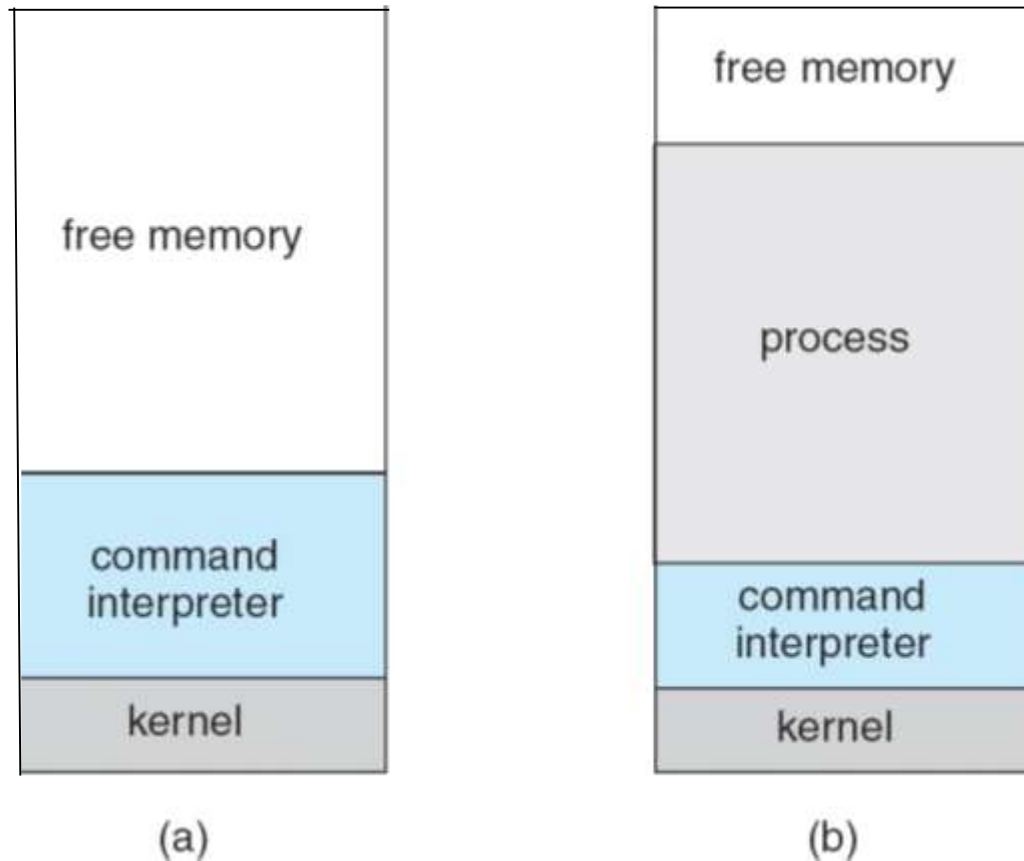 free memory
command
interpreter
kernel
(a)
free memory
process
command
interpreter
kernel
(b)